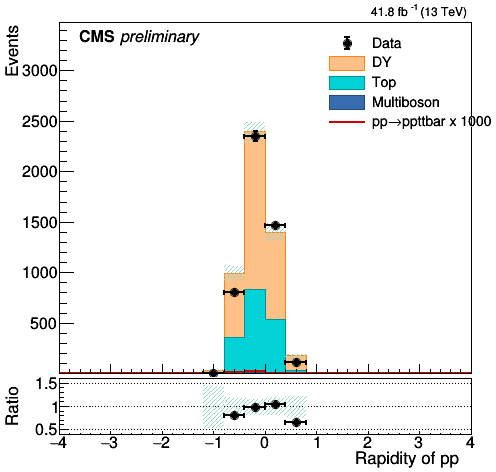 41.8 fb⁻¹ (13 TeV)
CMS preliminary
Events
Data
DY
Top
Multiboson
pp→ppttbar x 1000
3000
2500
2000
1500
1000
500
Ratio
1.5
1
0.5
−4 −3 −2 −1 0 1 2 3 4
Rapidity of pp